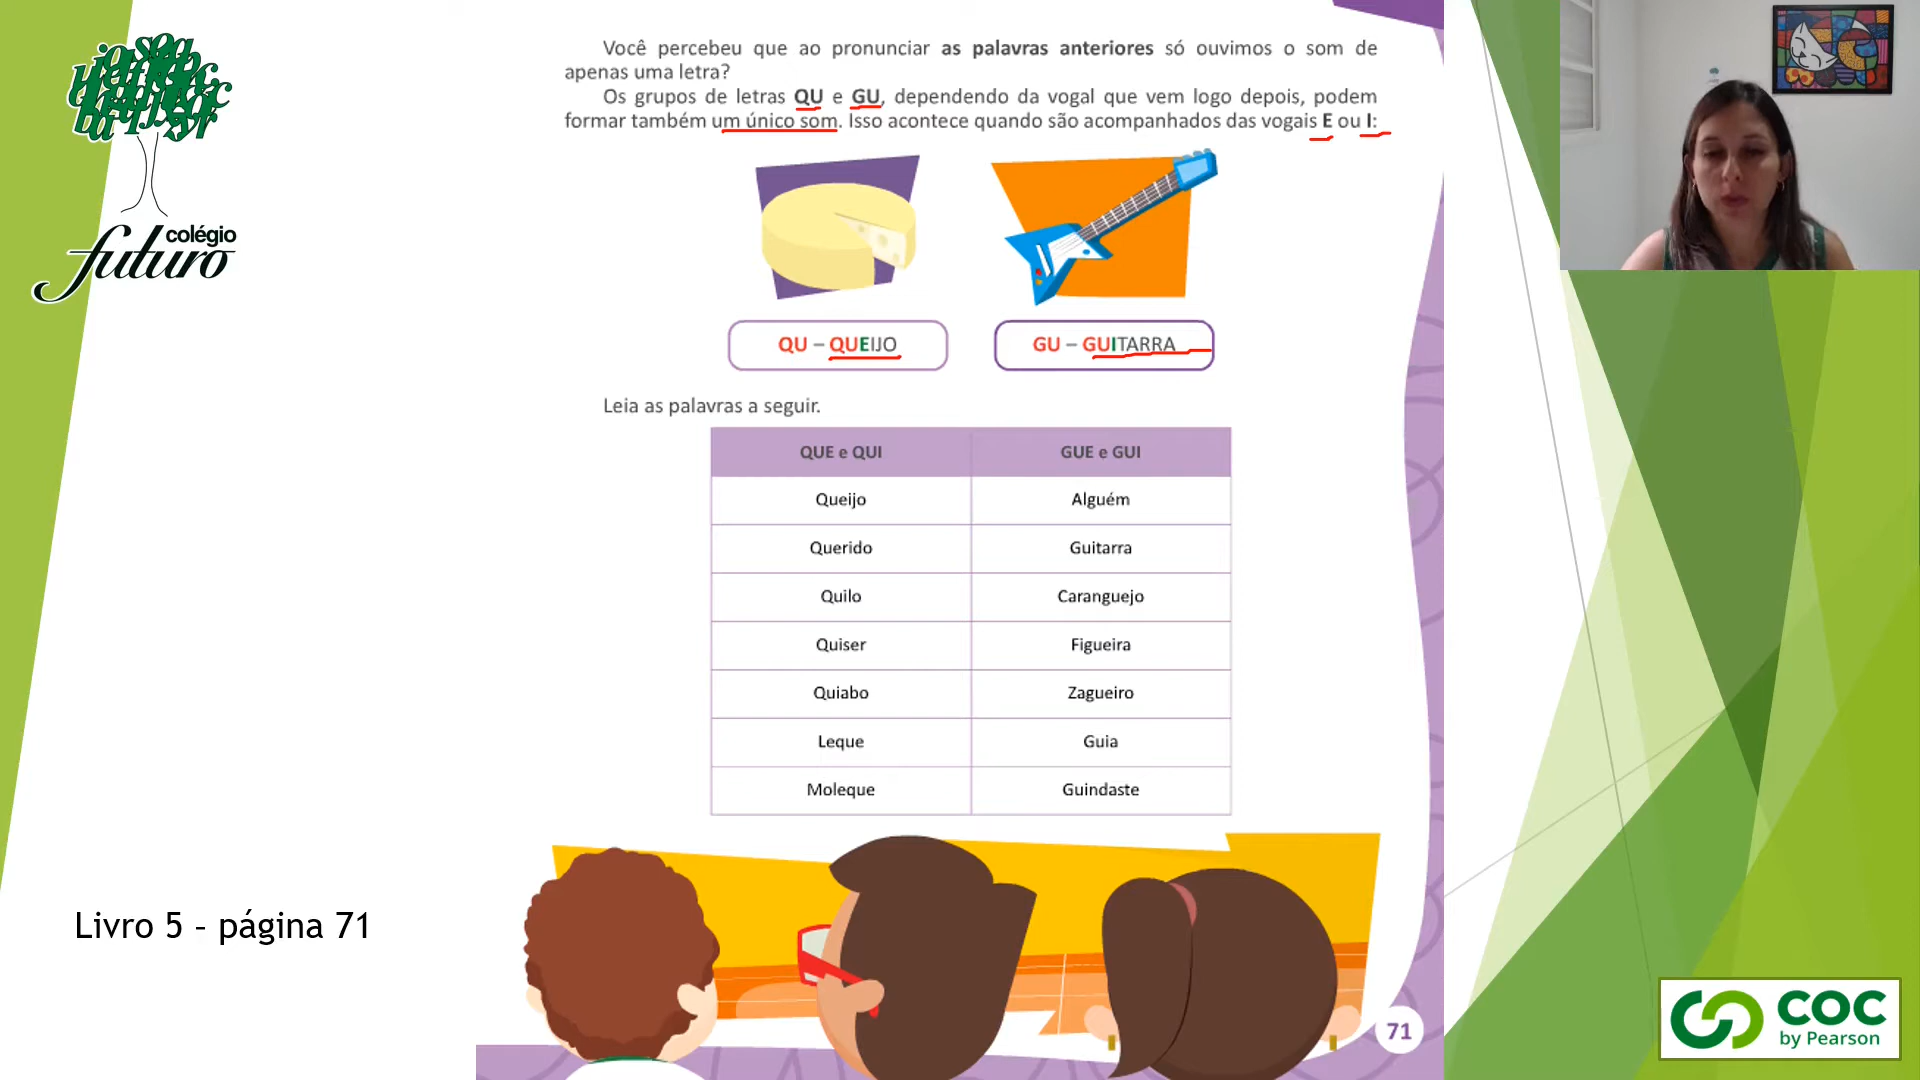 colégio
futuro
Você percebeu que ao pronunciar as palavras anteriores só ouvimos o som de
apenas uma letra?
Os grupos de letras QU e GU, dependendo da vogal que vem logo depois, podem
formar também um único som. Isso acontece quando são acompanhados das vogais E ou I:
QU – QUEIJO
GU – GUITARRA
Leia as palavras a seguir.
QUE e QUI
GUE e GUI
Queijo
Alguém
Querido
Guitarra
Quilo
Caranguejo
Quiser
Figueira
Quiabo
Zagueiro
Leque
Guia
Moleque
Guindaste
Livro 5 - página 71
71
COC
by Pearson